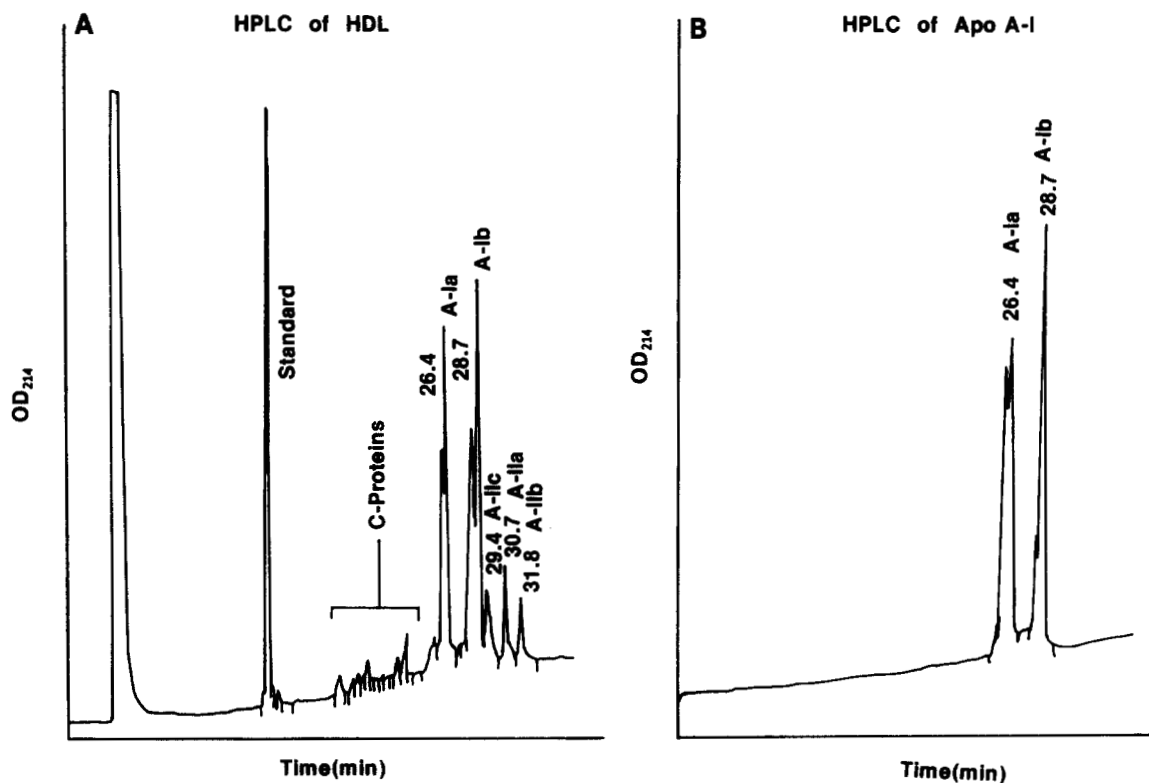 A
HPLC of HDL
OD214
Standard
C-Proteins
26.4 A-Ia
28.7 A-Ib
29.4 A-IIc
30.7 A-IIa
31.8 A-IIb
Time(min)
B
HPLC of Apo A-I
OD214
26.4 A-Ia
28.7 A-Ib
Time(min)